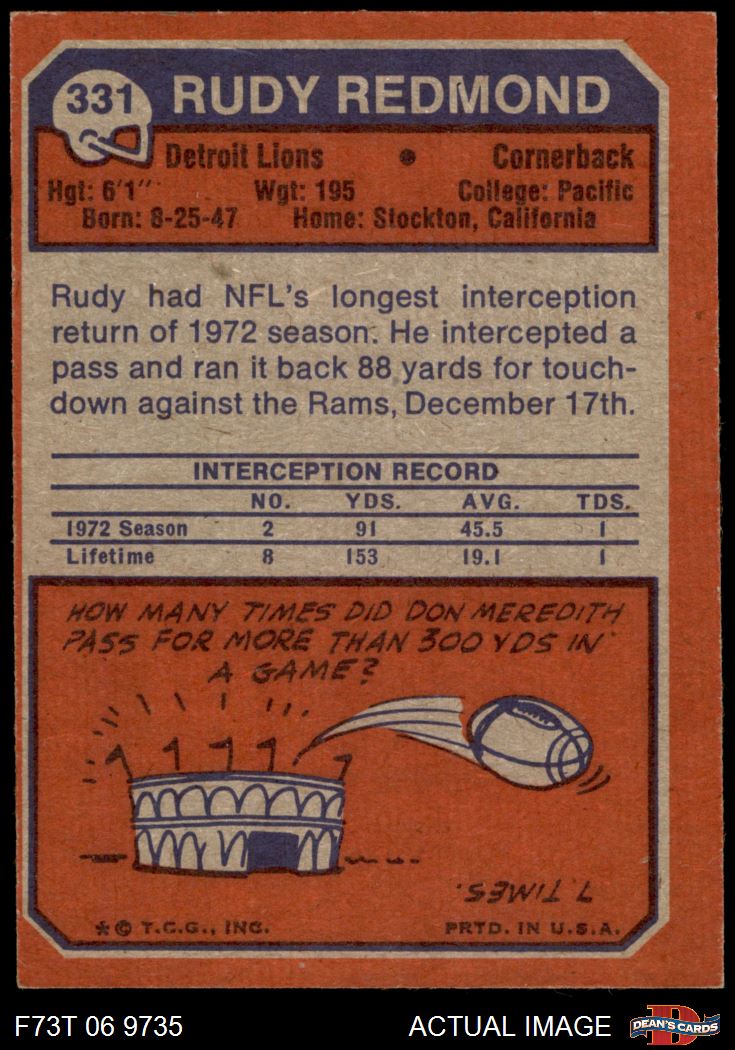 331 RUDY REDMOND
Detroit Lions • Cornerback
Hgt: 6'1" Wgt: 195 College: Pacific
Born: 8-25-47 Home: Stockton, California
Rudy had NFL's longest interception
return of 1972 season. He intercepted a
pass and ran it back 88 yards for touch-
down against the Rams, December 17th.
INTERCEPTION RECORD
NO. YDS. AVG. TDS.
1972 Season 2 91 45.5 1
Lifetime 8 153 19.1 1
HOW MANY TIMES DID DON MEREDITH
PASS FOR MORE THAN 300 YDS IN
A GAME?
7 TIMES.
* © T.C.G., INC. PRTD. IN U.S.A.
F73T 06 9735 ACTUAL IMAGE D DEAN'S CARDS